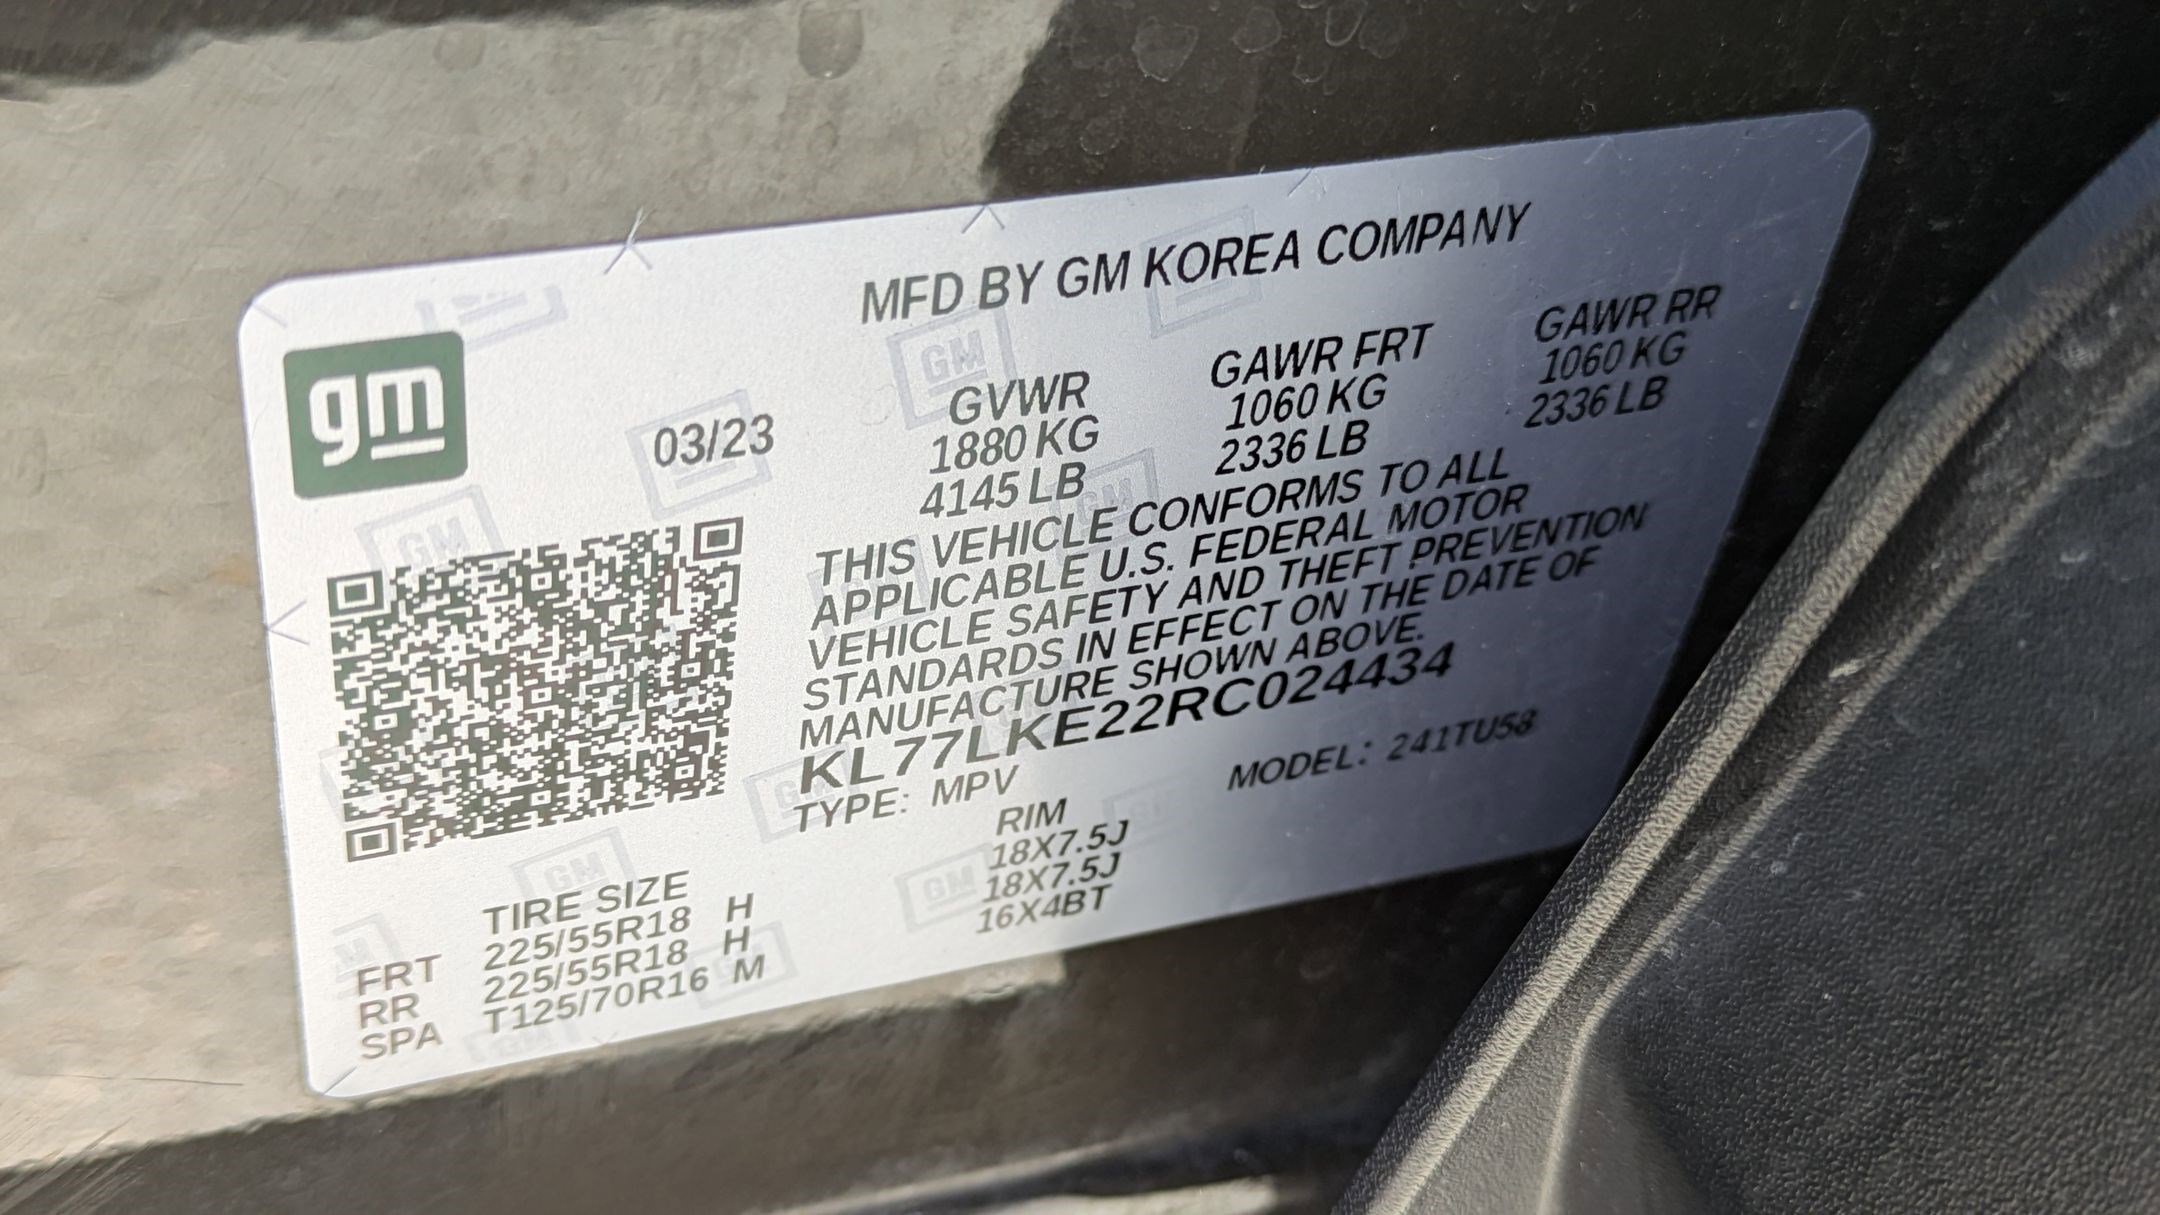 gm
MFD BY GM KOREA COMPANY
03/23
GVWR GAWR FRT GAWR RR
1880 KG 1060 KG 1060 KG
4145 LB 2336 LB 2336 LB
THIS VEHICLE CONFORMS TO ALL
APPLICABLE U.S. FEDERAL MOTOR
VEHICLE SAFETY AND THEFT PREVENTION
STANDARDS IN EFFECT ON THE DATE OF
MANUFACTURE SHOWN ABOVE.
KL77LKE22RC024434
TYPE: MPV MODEL: 241TU58
TIRE SIZE RIM
FRT 225/55R18 H 18X7.5J
RR 225/55R18 H 18X7.5J
SPA T125/70R16 M 16X4BT